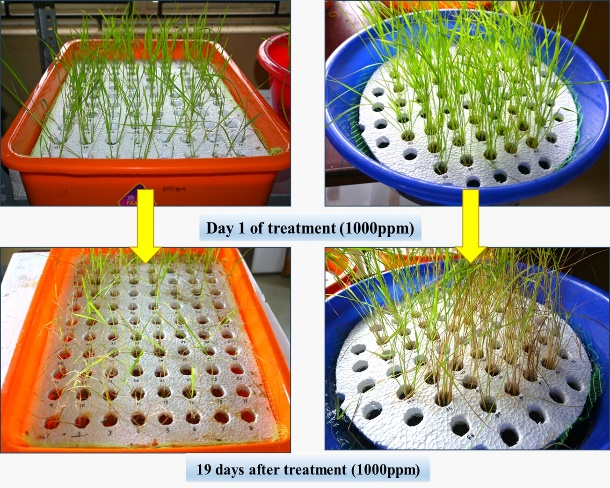 Day 1 of treatment (1000ppm)
19 days after treatment (1000ppm)